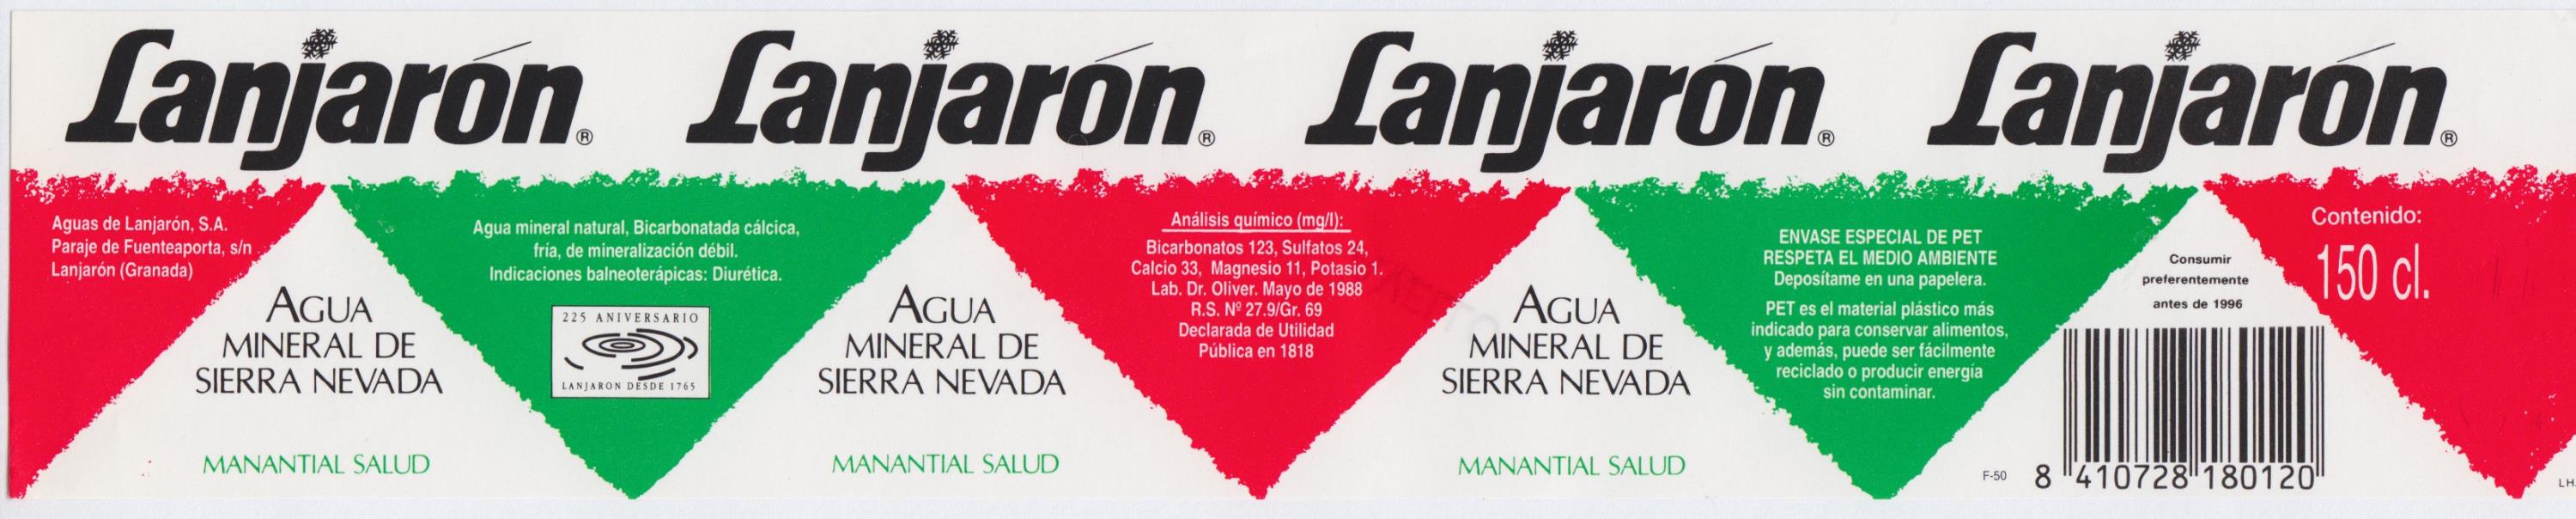 Lanjarón®
Lanjarón®
Lanjarón®
Lanjarón®
Aguas de Lanjarón, S.A.
Paraje de Fuenteaporta, s/n
Lanjarón (Granada)
AGUA
MINERAL DE
SIERRA NEVADA
MANANTIAL SALUD
Agua mineral natural, Bicarbonatada cálcica,
fría, de mineralización débil.
Indicaciones balneoterápicas: Diurética.
225 ANIVERSARIO
LANJARON DESDE 1765
AGUA
MINERAL DE
SIERRA NEVADA
MANANTIAL SALUD
Análisis químico (mg/l):
Bicarbonatos 123, Sulfatos 24,
Calcio 33, Magnesio 11, Potasio 1.
Lab. Dr. Oliver. Mayo de 1988
R.S. Nº 27.9/Gr. 69
Declarada de Utilidad
Pública en 1818
AGUA
MINERAL DE
SIERRA NEVADA
MANANTIAL SALUD
ENVASE ESPECIAL DE PET
RESPETA EL MEDIO AMBIENTE
Deposítame en una papelera.
PET es el material plástico más
indicado para conservar alimentos,
y además, puede ser fácilmente
reciclado o producir energía
sin contaminar.
Consumir
preferentemente
antes de 1996
F-50
8 410728 180120
Contenido:
150 cl.
LH.